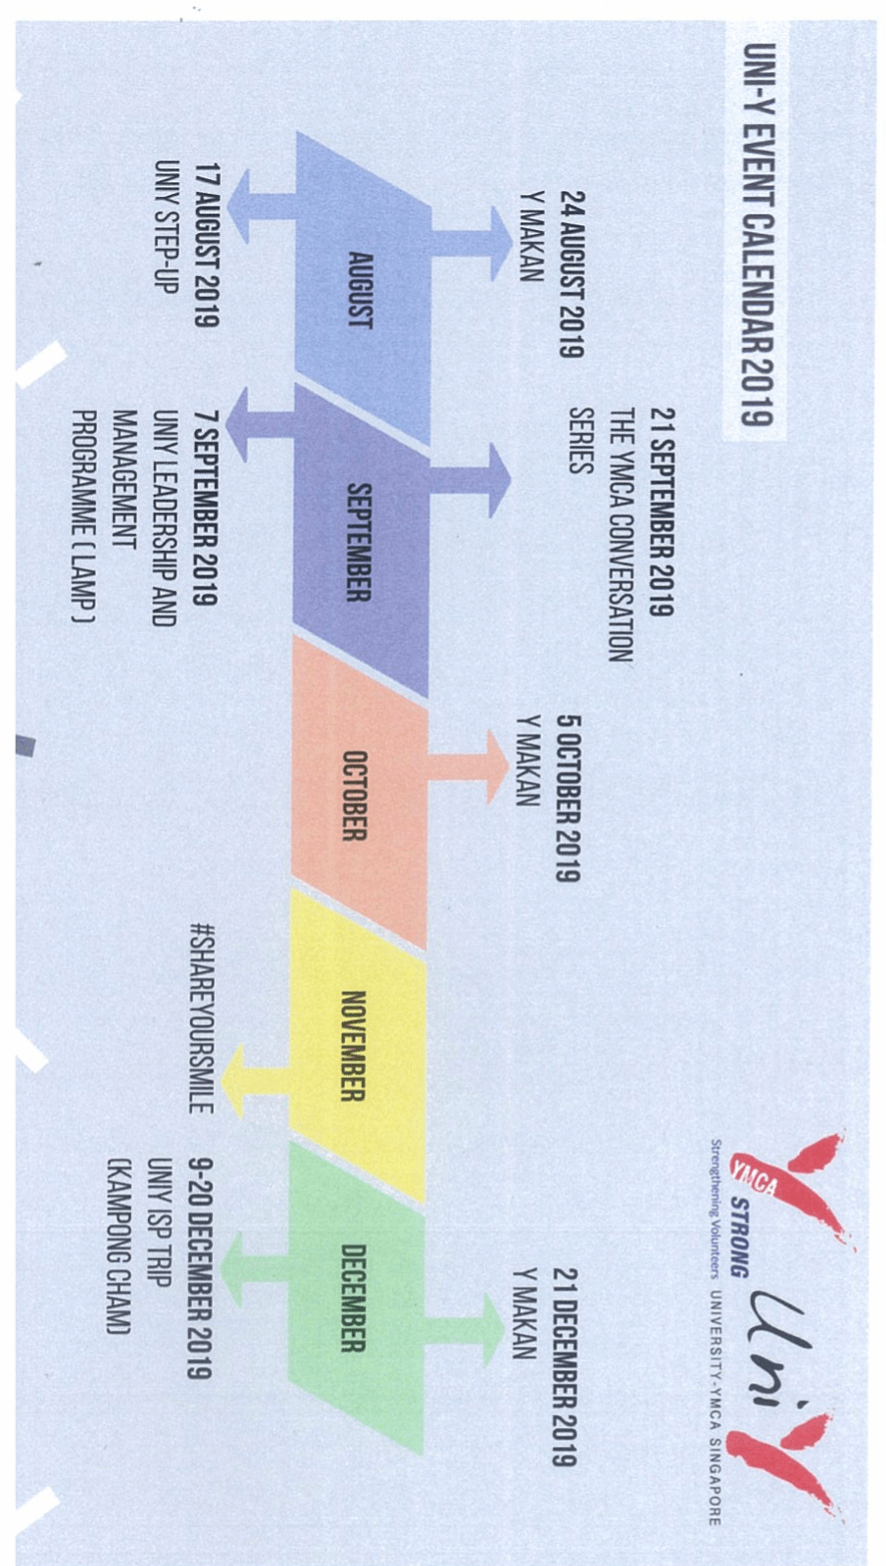 UNI-Y EVENT CALENDAR 2019
YMCA
STRONG
Strengthening Volunteers
Uni Y
UNIVERSITY-YMCA SINGAPORE
24 AUGUST 2019
Y MAKAN
21 SEPTEMBER 2019
THE YMCA CONVERSATION
SERIES
5 OCTOBER 2019
Y MAKAN
21 DECEMBER 2019
Y MAKAN
AUGUST
SEPTEMBER
OCTOBER
NOVEMBER
DECEMBER
17 AUGUST 2019
UNIY STEP-UP
7 SEPTEMBER 2019
UNIY LEADERSHIP AND
MANAGEMENT
PROGRAMME ( LAMP )
#SHAREYOURSMILE
9-20 DECEMBER 2019
UNIY ISP TRIP
(KAMPONG CHAM)